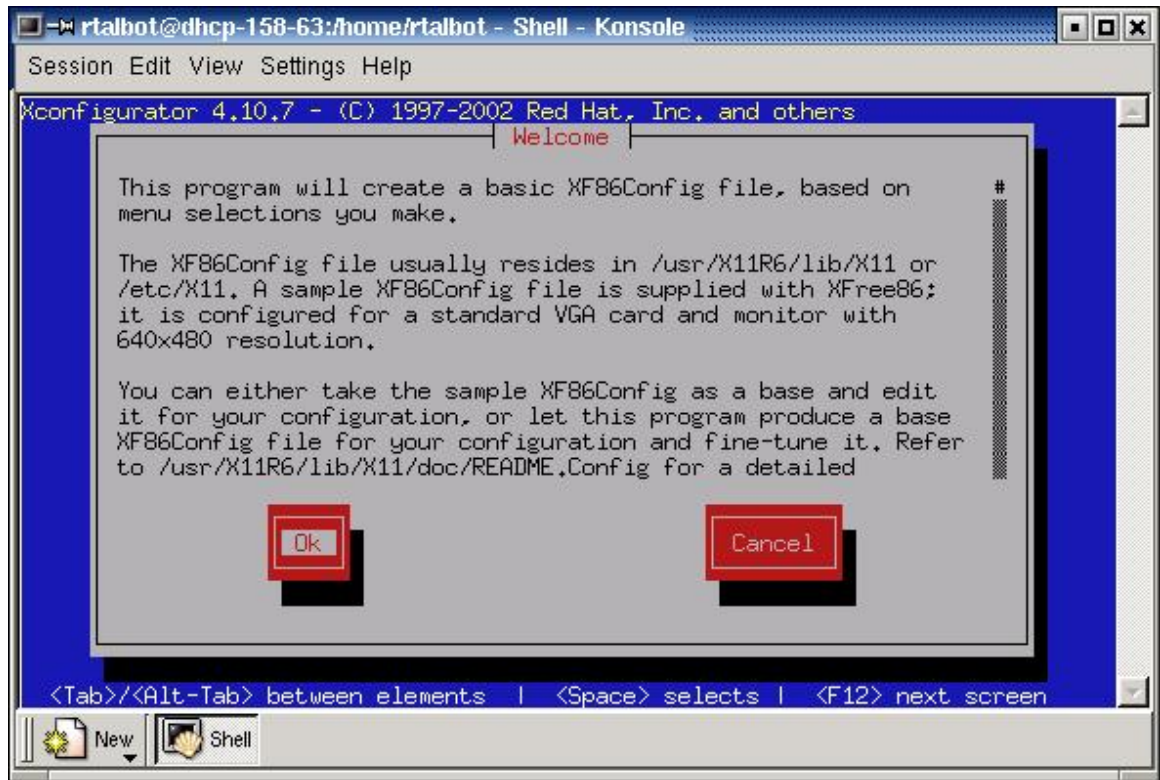 rtalbot@dhcp-158-63:/home/rtalbot - Shell - Konsole
Session Edit View Settings Help
Xconfigurator 4.10.7 - (C) 1997-2002 Red Hat, Inc. and others
Welcome
This program will create a basic XF86Config file, based on
menu selections you make.
The XF86Config file usually resides in /usr/X11R6/lib/X11 or
/etc/X11. A sample XF86Config file is supplied with XFree86;
it is configured for a standard VGA card and monitor with
640x480 resolution.
You can either take the sample XF86Config as a base and edit
it for your configuration, or let this program produce a base
XF86Config file for your configuration and fine-tune it. Refer
to /usr/X11R6/lib/X11/doc/README.Config for a detailed
Ok Cancel
<Tab>/<Alt-Tab> between elements | <Space> selects | <F12> next screen
New Shell